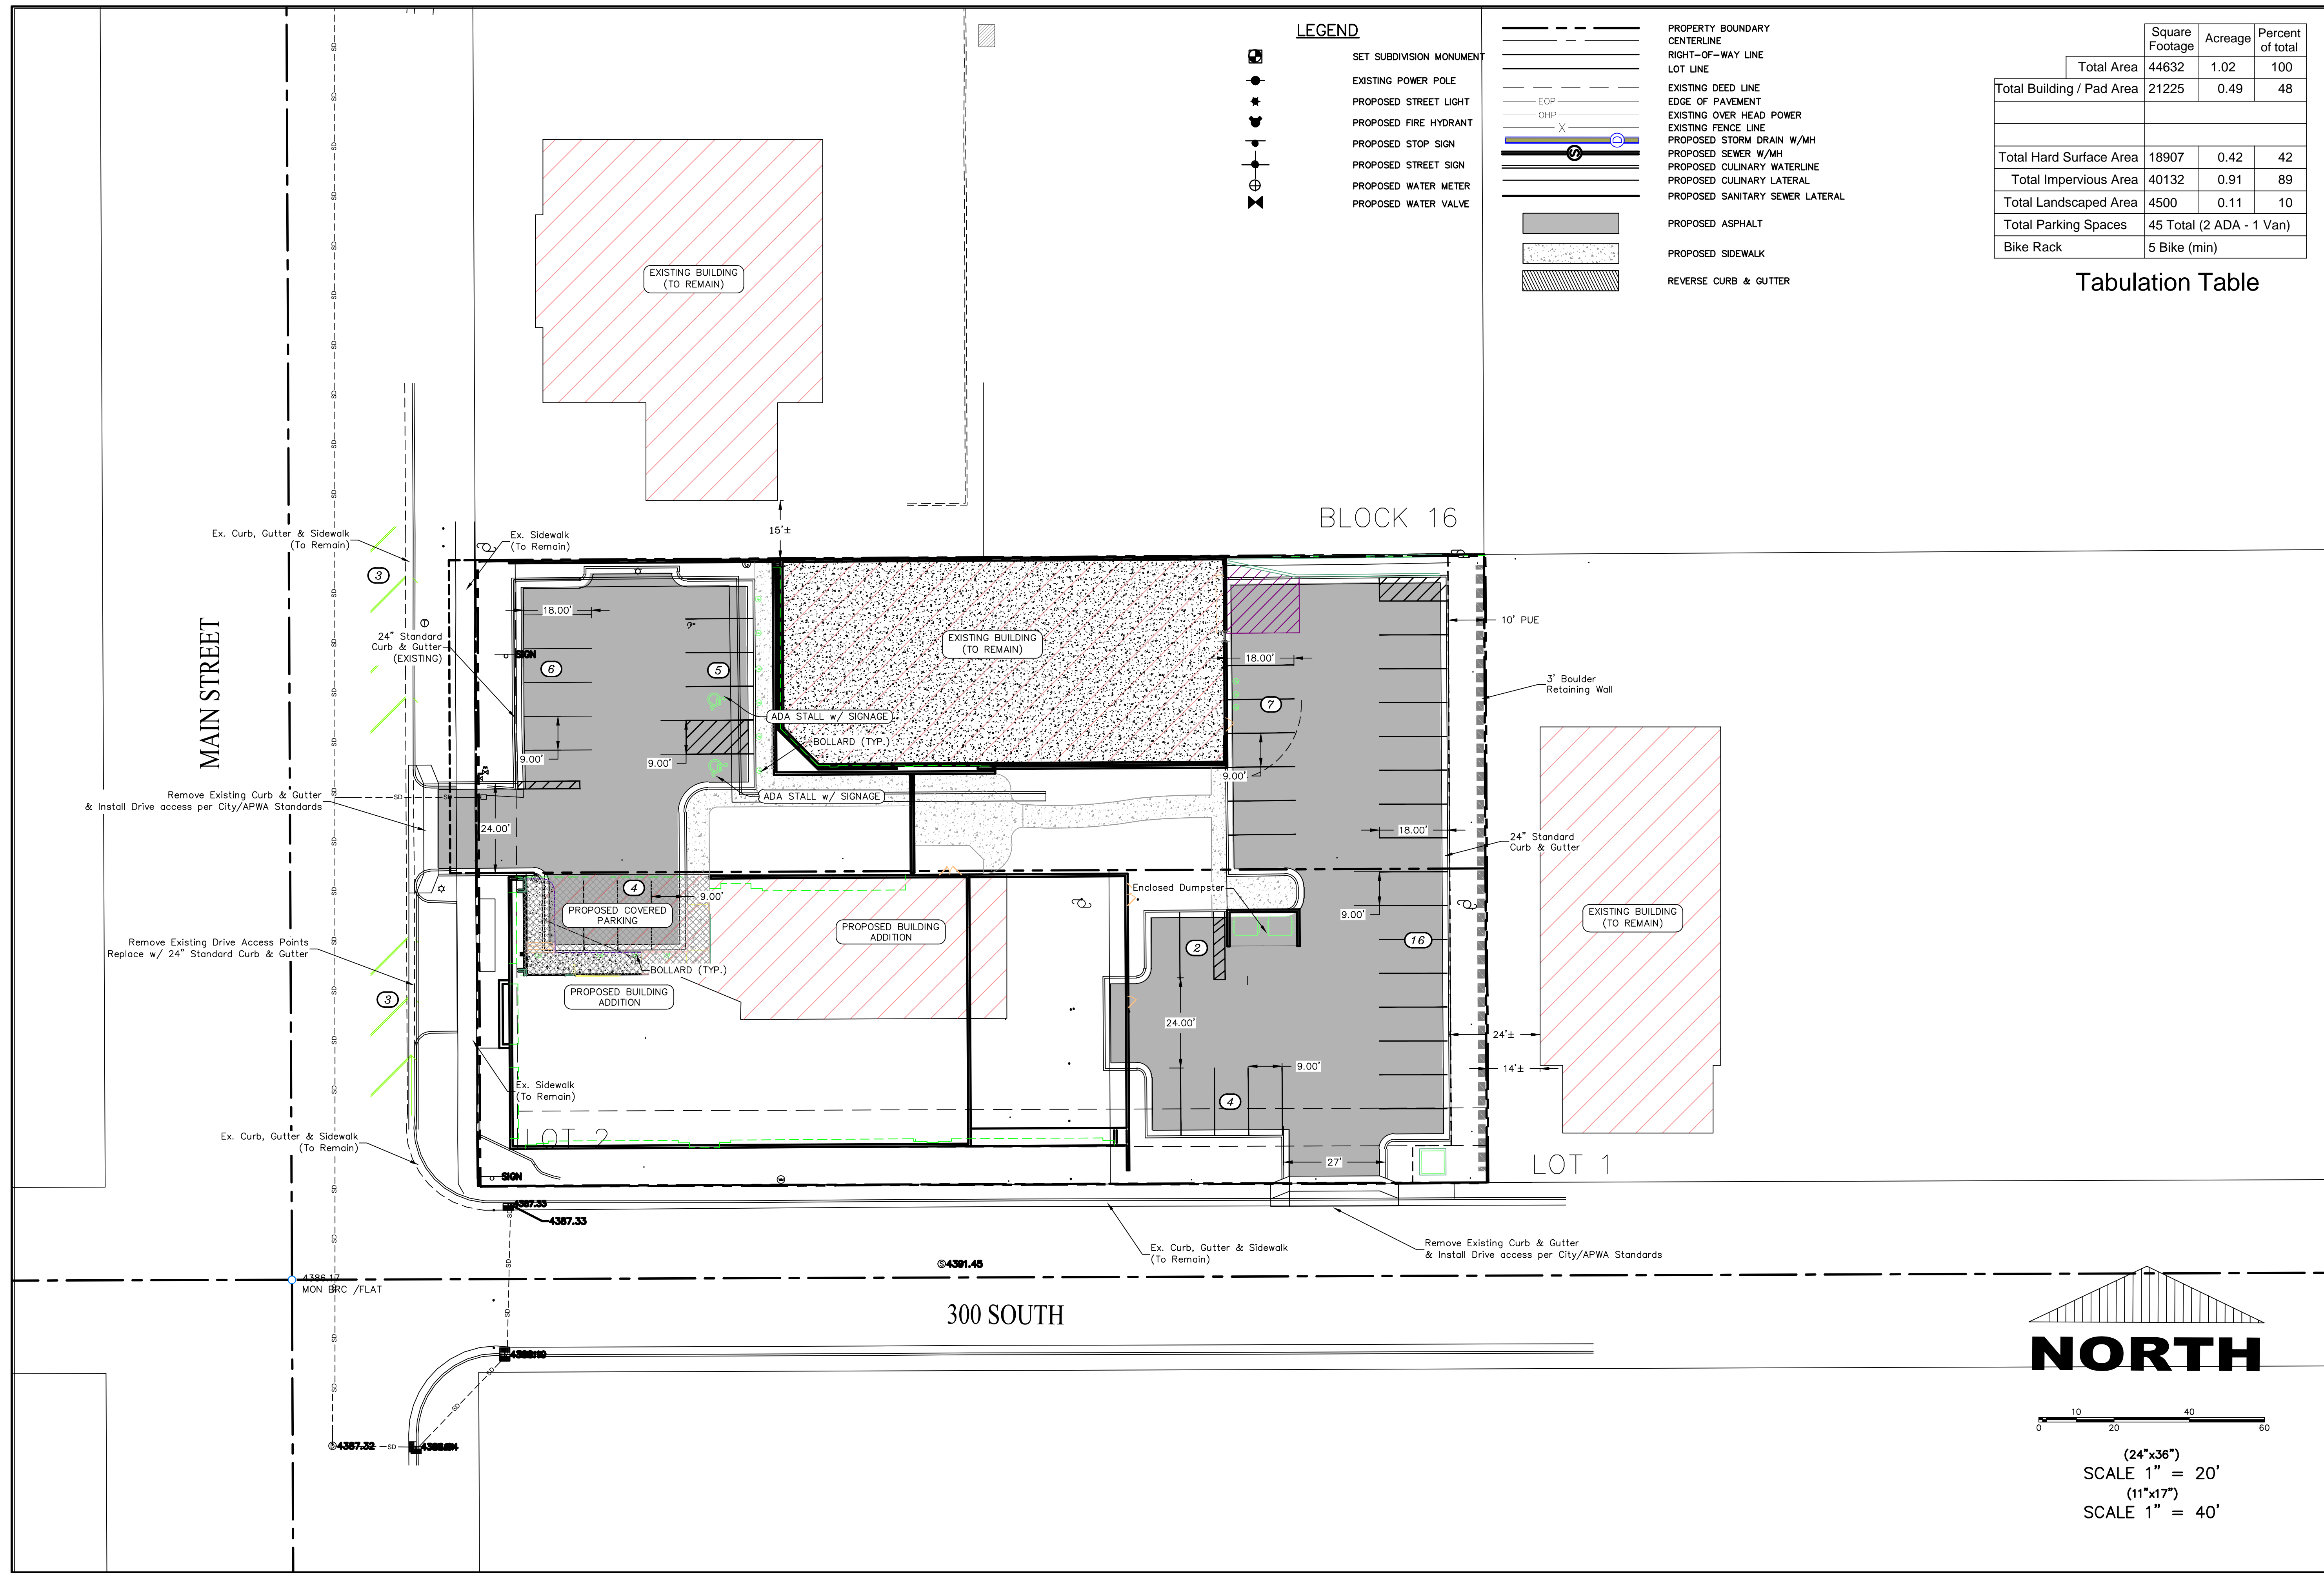 LEGEND
SET SUBDIVISION MONUMENT
EXISTING POWER POLE
PROPOSED STREET LIGHT
PROPOSED FIRE HYDRANT
PROPOSED STOP SIGN
PROPOSED STREET SIGN
PROPOSED WATER METER
PROPOSED WATER VALVE
PROPERTY BOUNDARY
CENTERLINE
RIGHT-OF-WAY LINE
LOT LINE
EXISTING DEED LINE
EOP EDGE OF PAVEMENT
OHP EXISTING OVER HEAD POWER
X EXISTING FENCE LINE
D PROPOSED STORM DRAIN W/MH
S PROPOSED SEWER W/MH
PROPOSED CULINARY WATERLINE
PROPOSED CULINARY LATERAL
PROPOSED SANITARY SEWER LATERAL
PROPOSED ASPHALT
PROPOSED SIDEWALK
REVERSE CURB & GUTTER
Square Footage Acreage Percent of total
Total Area 44632 1.02 100
Total Building / Pad Area 21225 0.49 48
Total Hard Surface Area 18907 0.42 42
Total Impervious Area 40132 0.91 89
Total Landscaped Area 4500 0.11 10
Total Parking Spaces 45 Total (2 ADA - 1 Van)
Bike Rack 5 Bike (min)
Tabulation Table
EXISTING BUILDING
(TO REMAIN)
15'±
BLOCK 16
Ex. Curb, Gutter & Sidewalk
(To Remain)
Ex. Sidewalk
(To Remain)
3
MAIN STREET
24" Standard
Curb & Gutter
(EXISTING)
SIGN
18.00'
6
5
9.00'
9.00'
EXISTING BUILDING
(TO REMAIN)
ADA STALL w/ SIGNAGE
BOLLARD (TYP.)
ADA STALL w/ SIGNAGE
18.00'
7
9.00'
10' PUE
3' Boulder
Retaining Wall
18.00'
24" Standard
Curb & Gutter
Remove Existing Curb & Gutter
& Install Drive access per City/APWA Standards
24.00'
4
9.00'
PROPOSED COVERED
PARKING
PROPOSED BUILDING
ADDITION
Enclosed Dumpster
9.00'
EXISTING BUILDING
(TO REMAIN)
2
16
Remove Existing Drive Access Points
Replace w/ 24" Standard Curb & Gutter
BOLLARD (TYP.)
PROPOSED BUILDING
ADDITION
3
24.00'
24'±
9.00'
14'±
Ex. Sidewalk
(To Remain)
4
Ex. Curb, Gutter & Sidewalk
(To Remain)
LOT 2
27'
LOT 1
SIGN
4387.33
4387.33
Ex. Curb, Gutter & Sidewalk
(To Remain)
Remove Existing Curb & Gutter
& Install Drive access per City/APWA Standards
4391.45
4386.17
MON BRC /FLAT
300 SOUTH
4387.32
SD
SD
NORTH
10 40
0 20 60
(24"x36")
SCALE 1" = 20'
(11"x17")
SCALE 1" = 40'